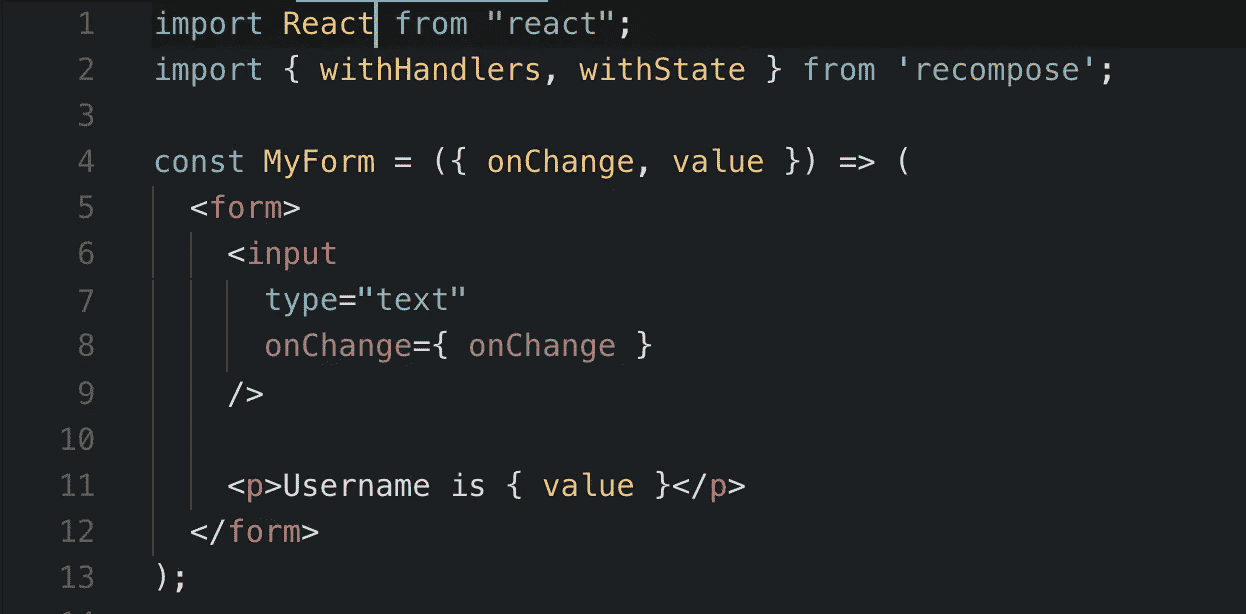 1 import React from "react";
2 import { withHandlers, withState } from 'recompose';
3
4 const MyForm = ({ onChange, value }) => (
5 <form>
6 <input
7 type="text"
8 onChange={ onChange }
9 />
10
11 <p>Username is { value }</p>
12 </form>
13 );